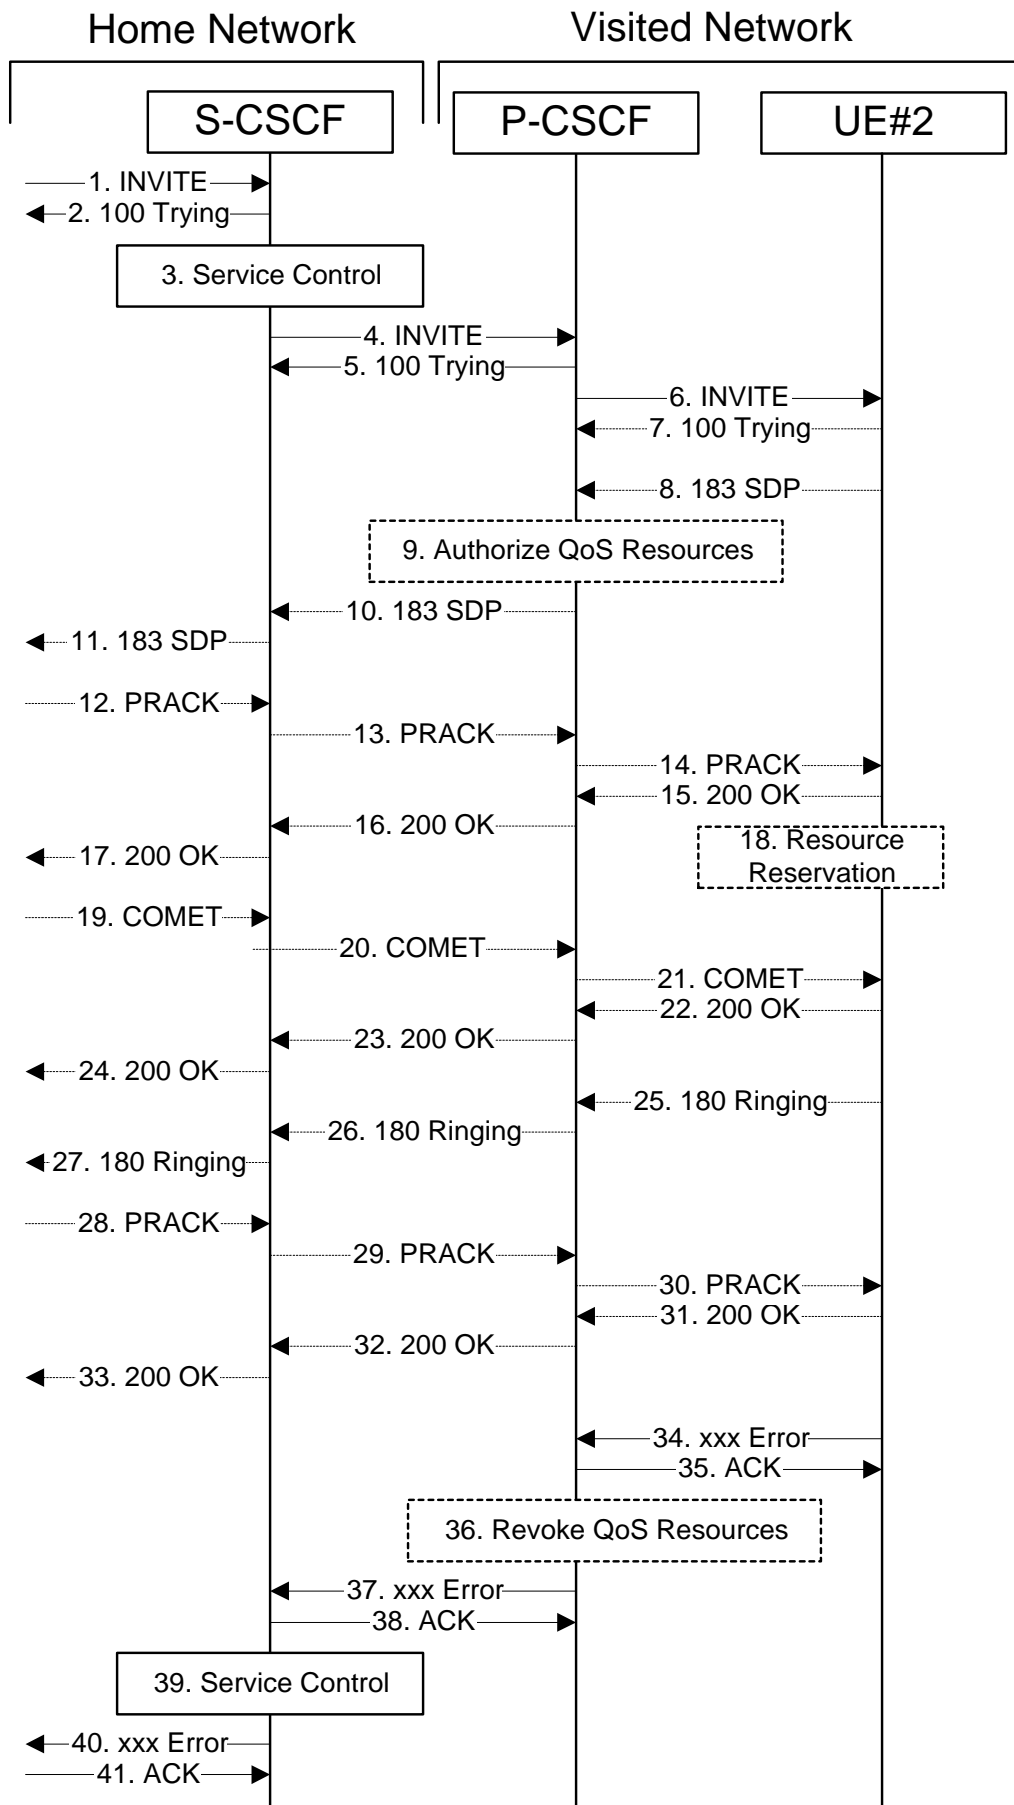 Home Network
Visited Network
S-CSCF
P-CSCF
UE#2
1. INVITE
2. 100 Trying
3. Service Control
4. INVITE
5. 100 Trying
6. INVITE
7. 100 Trying
8. 183 SDP
9. Authorize QoS Resources
10. 183 SDP
11. 183 SDP
12. PRACK
13. PRACK
14. PRACK
15. 200 OK
16. 200 OK
17. 200 OK
18. Resource
Reservation
19. COMET
20. COMET
21. COMET
22. 200 OK
23. 200 OK
24. 200 OK
25. 180 Ringing
26. 180 Ringing
27. 180 Ringing
28. PRACK
29. PRACK
30. PRACK
31. 200 OK
32. 200 OK
33. 200 OK
34. xxx Error
35. ACK
36. Revoke QoS Resources
37. xxx Error
38. ACK
39. Service Control
40. xxx Error
41. ACK